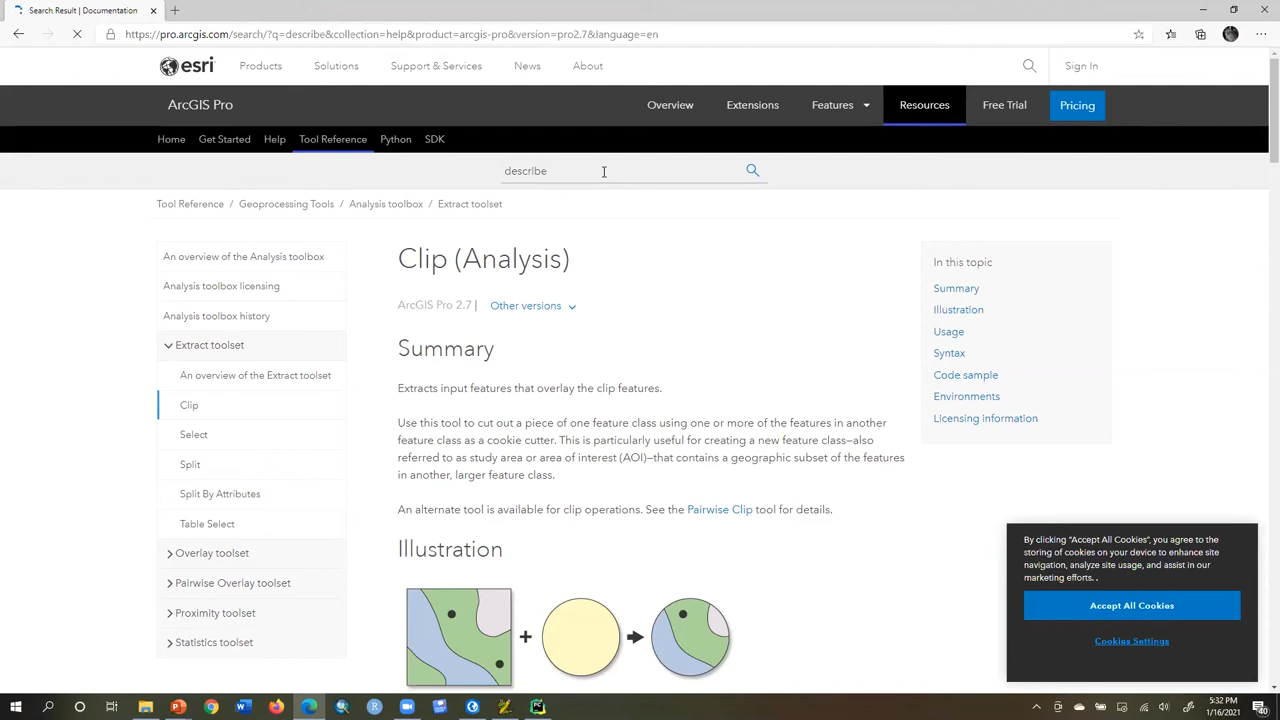 Search Result | Documentation
https://pro.arcgis.com/search/?q=describe&collection=help&product=arcgis-pro&version=pro2.7&language=en
esri
Products
Solutions
Support & Services
News
About
Sign In
ArcGIS Pro
Overview
Extensions
Features
Resources
Free Trial
Pricing
Home
Get Started
Help
Tool Reference
Python
SDK
describe
Tool Reference / Geoprocessing Tools / Analysis toolbox / Extract toolset
An overview of the Analysis toolbox
Analysis toolbox licensing
Analysis toolbox history
Extract toolset
An overview of the Extract toolset
Clip
Select
Split
Split By Attributes
Table Select
Overlay toolset
Pairwise Overlay toolset
Proximity toolset
Statistics toolset
Clip (Analysis)
ArcGIS Pro 2.7 | Other versions
Summary
Extracts input features that overlay the clip features.
Use this tool to cut out a piece of one feature class using one or more of the features in another
feature class as a cookie cutter. This is particularly useful for creating a new feature class—also
referred to as study area or area of interest (AOI)—that contains a geographic subset of the features
in another, larger feature class.
An alternate tool is available for clip operations. See the Pairwise Clip tool for details.
Illustration
In this topic
Summary
Illustration
Usage
Syntax
Code sample
Environments
Licensing information
By clicking “Accept All Cookies”, you agree to the
storing of cookies on your device to enhance site
navigation, analyze site usage, and assist in our
marketing efforts. .
Accept All Cookies
Cookies Settings
5:32 PM
1/16/2021